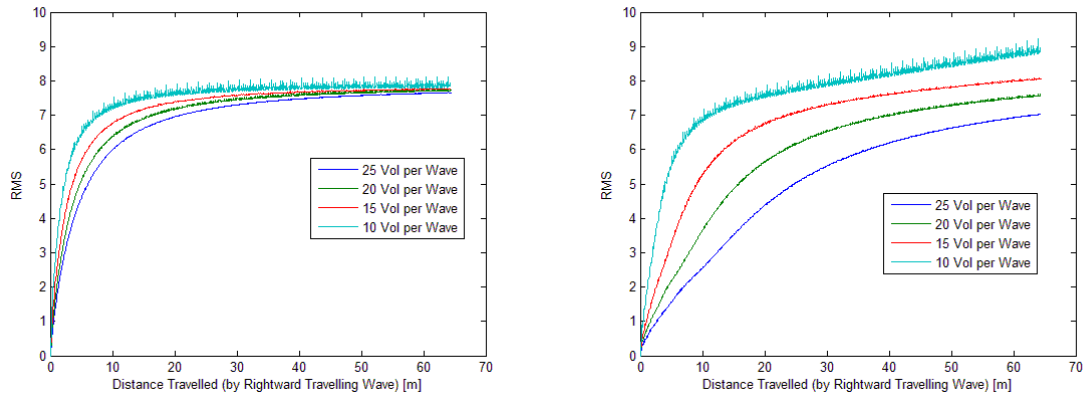 10
9
8
7
6
5
4
3
2
1
0
RMS
25 Vol per Wave
20 Vol per Wave
15 Vol per Wave
10 Vol per Wave
0 10 20 30 40 50 60 70
Distance Travelled (by Rightward Travelling Wave) [m]
10
9
8
7
6
5
4
3
2
1
0
RMS
25 Vol per Wave
20 Vol per Wave
15 Vol per Wave
10 Vol per Wave
0 10 20 30 40 50 60 70
Distance Travelled (by Rightward Travelling Wave) [m]